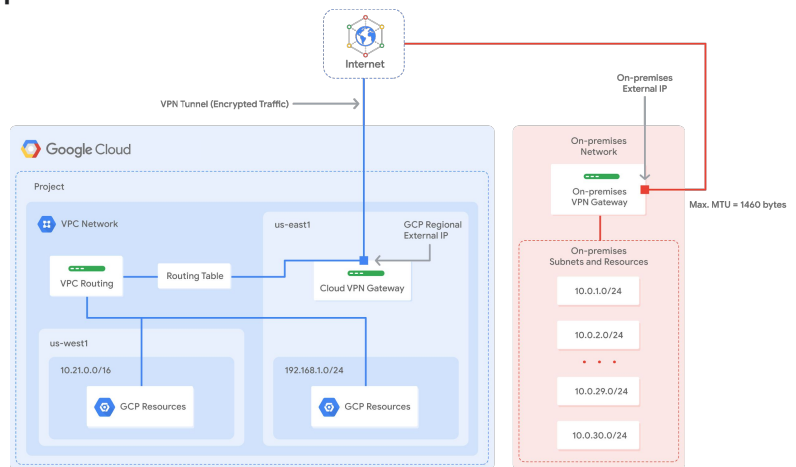 Internet
On-premises
External IP
VPN Tunnel (Encrypted Traffic)
Google Cloud
On-premises
Network
Project
On-premises
VPN Gateway
Max. MTU = 1460 bytes
VPC Network
us-east1
GCP Regional
External IP
On-premises
Subnets and Resources
VPC Routing
Routing Table
Cloud VPN Gateway
10.0.1.0/24
10.0.2.0/24
us-west1
10.21.0.0/16
192.168.1.0/24
GCP Resources
GCP Resources
10.0.29.0/24
10.0.30.0/24